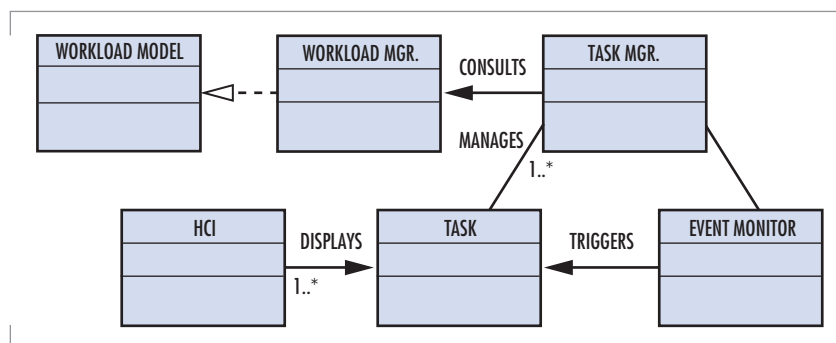 WORKLOAD MODEL
WORKLOAD MGR.
CONSULTS
TASK MGR.
MANAGES
1..*
HCI
DISPLAYS
1..*
TASK
TRIGGERS
EVENT MONITOR